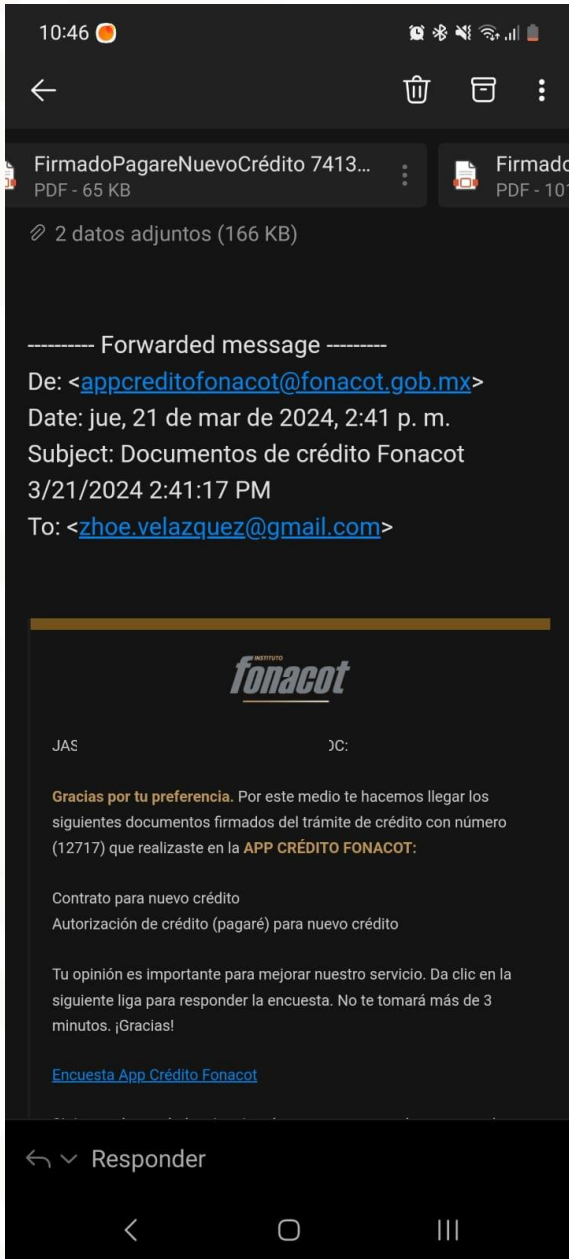 10:46
FirmadoPagareNuevoCrédito 7413...
PDF - 65 KB
Firmado
PDF - 101
2 datos adjuntos (166 KB)
---------- Forwarded message ---------
De: <appcreditofonacot@fonacot.gob.mx>
Date: jue, 21 de mar de 2024, 2:41 p. m.
Subject: Documentos de crédito Fonacot
3/21/2024 2:41:17 PM
To: <zhoe.velazquez@gmail.com>
INSTITUTO
fonacot
JAS
OC:
Gracias por tu preferencia. Por este medio te hacemos llegar los
siguientes documentos firmados del trámite de crédito con número
(12717) que realizaste en la APP CRÉDITO FONACOT:
Contrato para nuevo crédito
Autorización de crédito (pagaré) para nuevo crédito
Tu opinión es importante para mejorar nuestro servicio. Da clic en la
siguiente liga para responder la encuesta. No te tomará más de 3
minutos. ¡Gracias!
Encuesta App Crédito Fonacot
Responder